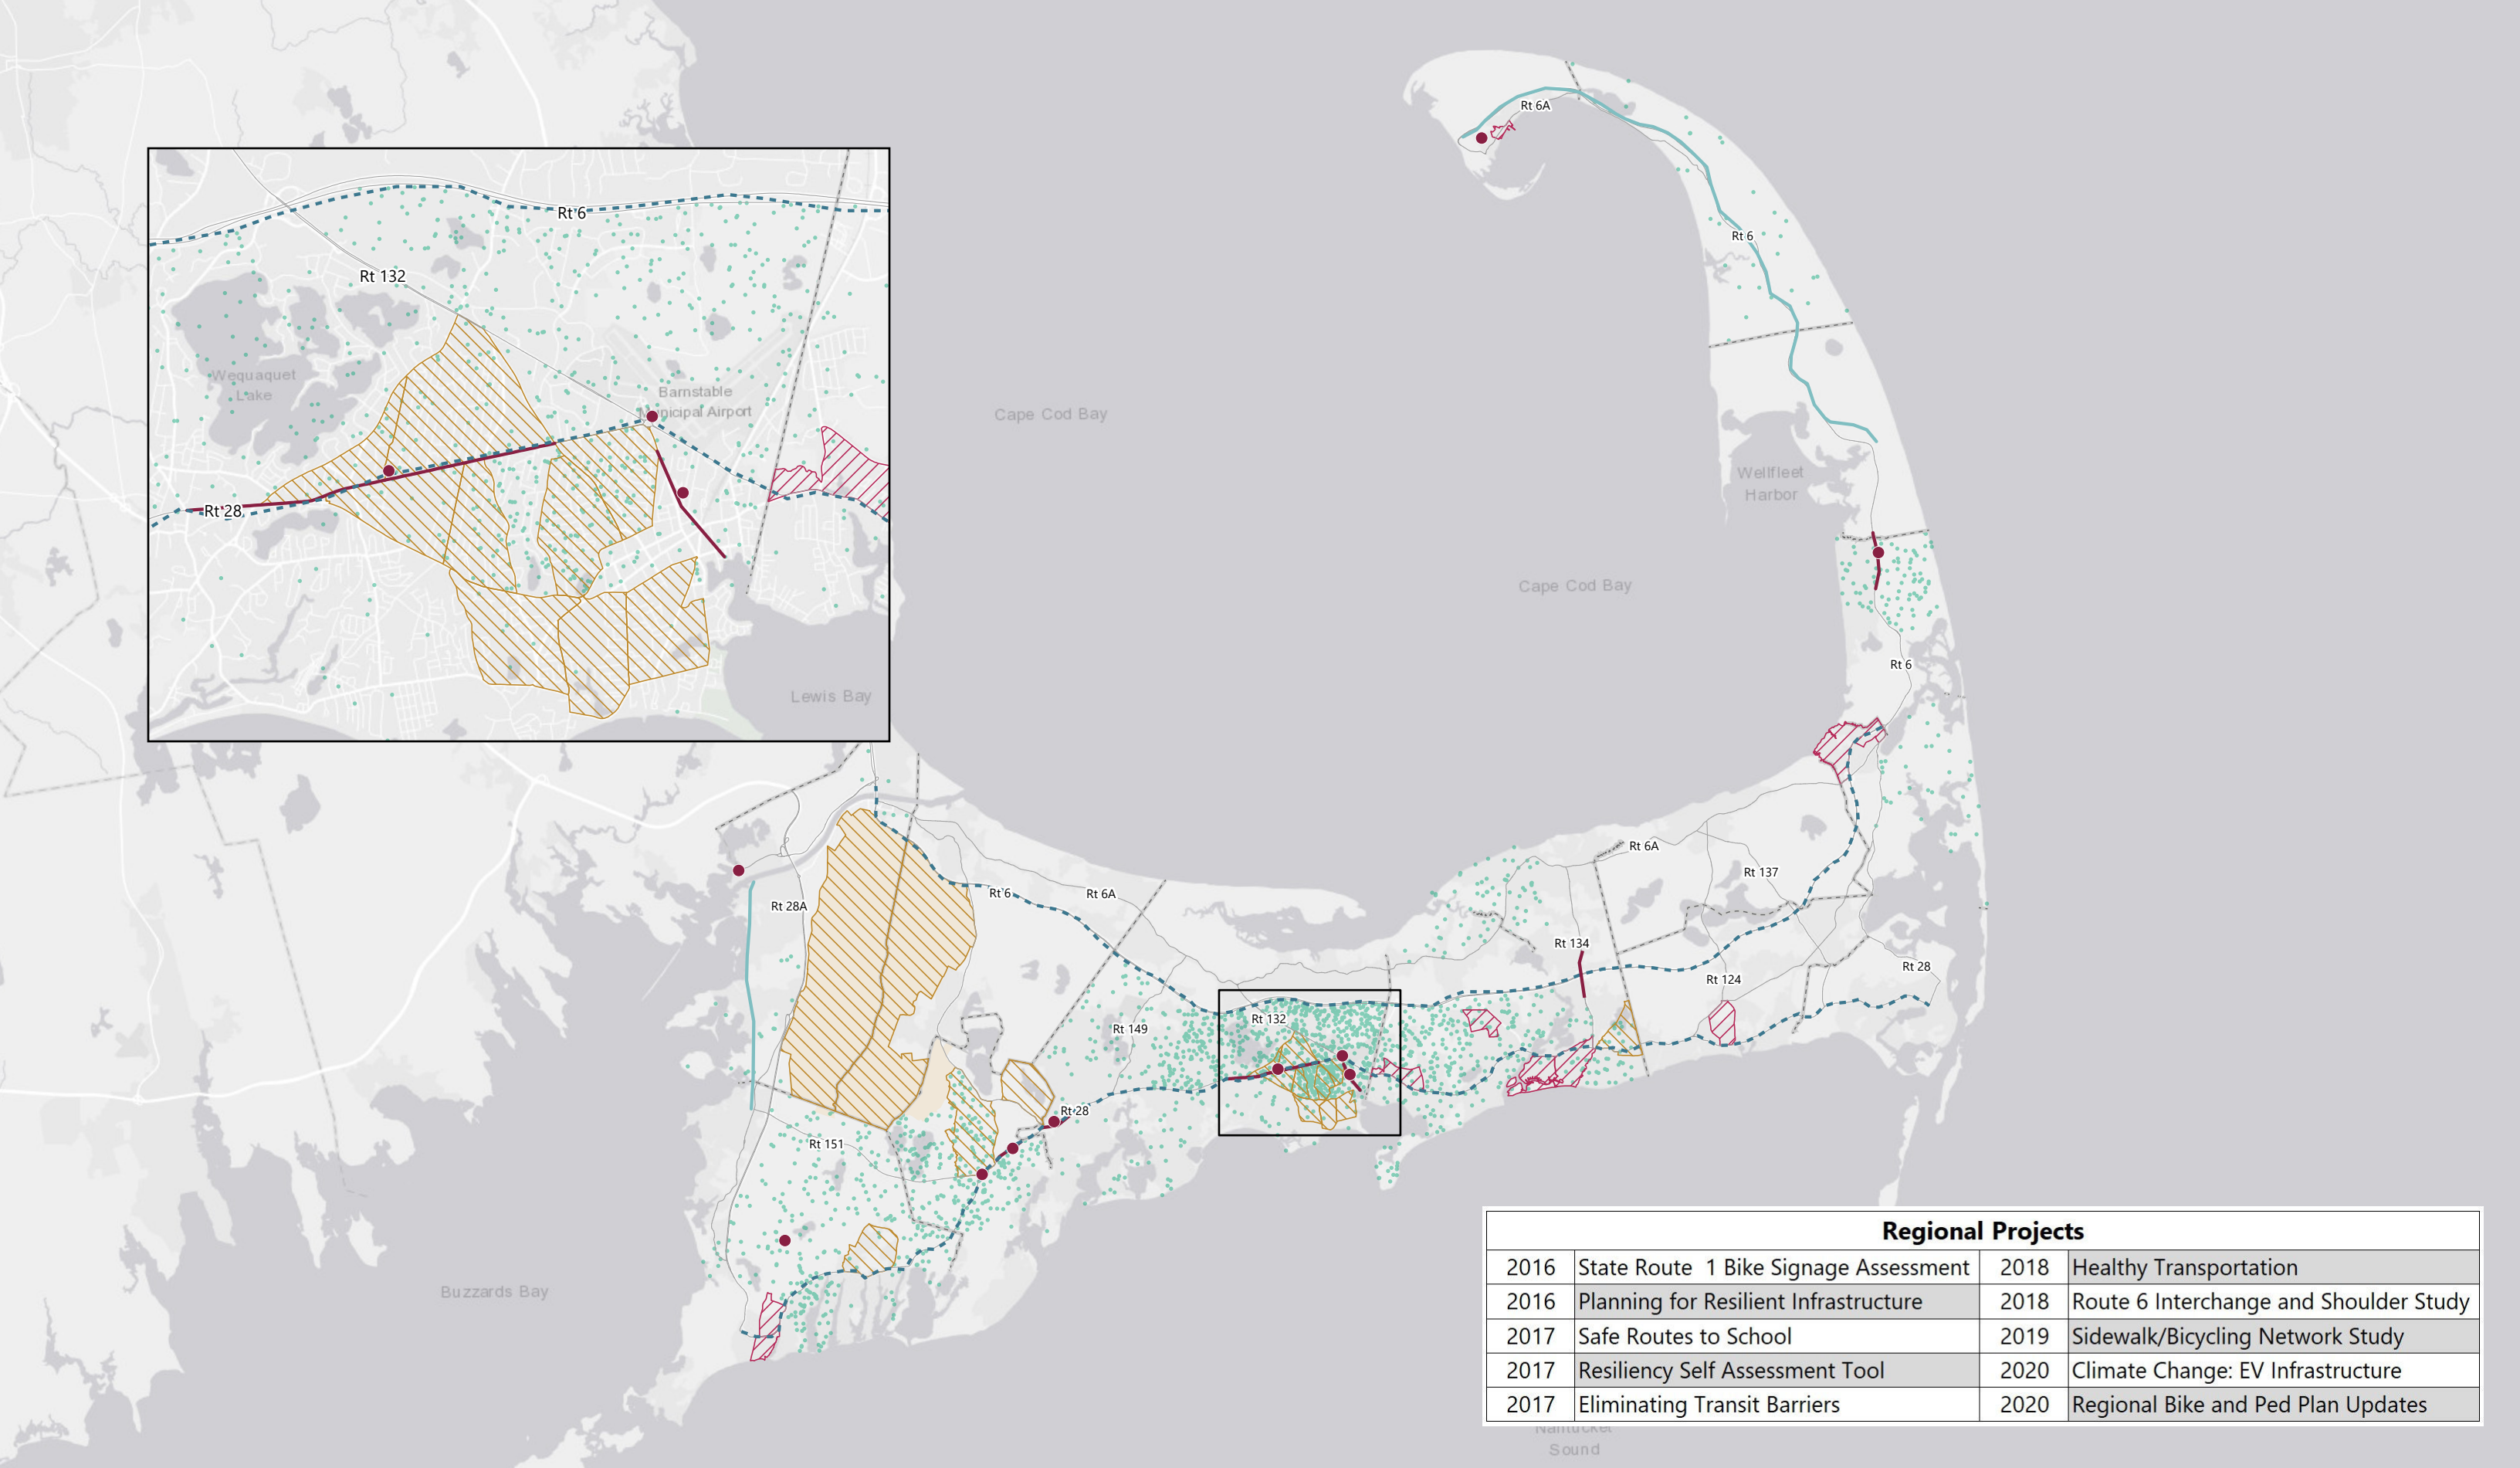 Rt 6A
Rt 6
Rt 6
Rt 132
Wequaquet
Lake
Barnstable
Municipal Airport
Cape Cod Bay
Wellfleet
Harbor
Rt 28
Cape Cod Bay
Rt 6
Lewis Bay
Rt 6A
Rt 137
Rt 6
Rt 6A
Rt 28A
Rt 134
Rt 28
Rt 124
Rt 132
Rt 149
Rt 28
Rt 151
Buzzards Bay
Regional Projects
2016 State Route 1 Bike Signage Assessment 2018 Healthy Transportation
2016 Planning for Resilient Infrastructure 2018 Route 6 Interchange and Shoulder Study
2017 Safe Routes to School 2019 Sidewalk/Bicycling Network Study
2017 Resiliency Self Assessment Tool 2020 Climate Change: EV Infrastructure
2017 Eliminating Transit Barriers 2020 Regional Bike and Ped Plan Updates
Nantucket
Sound